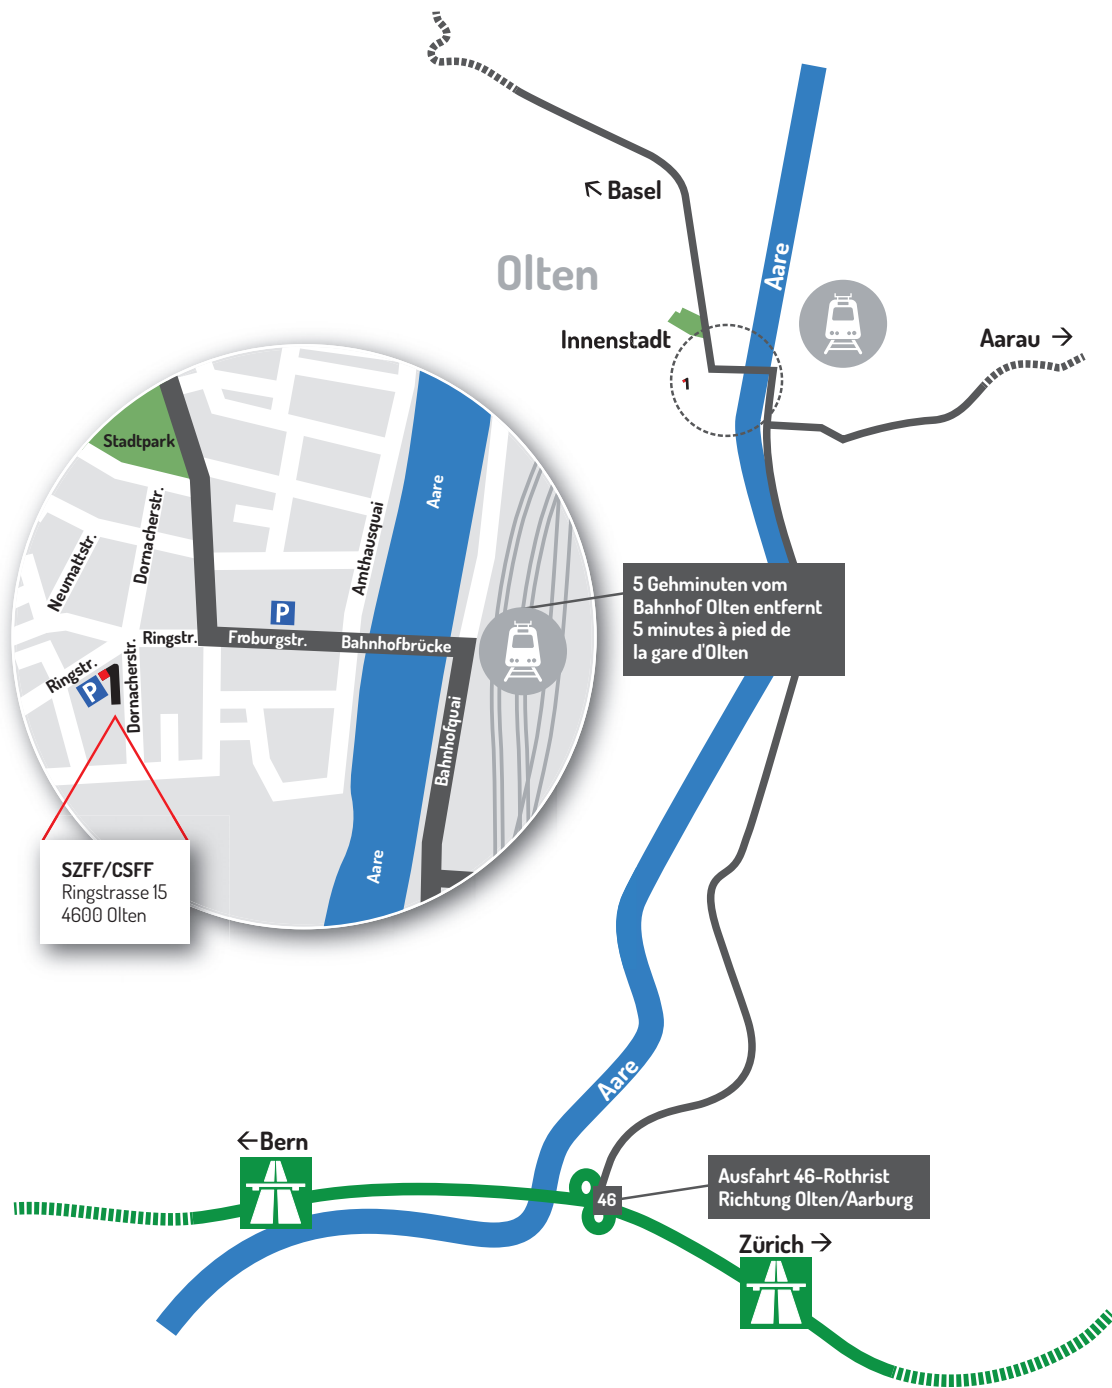 Basel
Aare
Olten
Innenstadt
Aarau
1
Stadtpark
Aare
Dornacherstr.
Amthausquai
Neumattstr.
P
5 Gehminuten vom
Bahnhof Olten entfernt
5 minutes à pied de
la gare d'Olten
Ringstr.
Froburgstr.
Bahnhofbrücke
Ringstr.
P
1
Dornacherstr.
Bahnhofquai
Aare
SZFF/CSFF
Ringstrasse 15
4600 Olten
Aare
Bern
46
Ausfahrt 46-Rothrist
Richtung Olten/Aarburg
Zürich